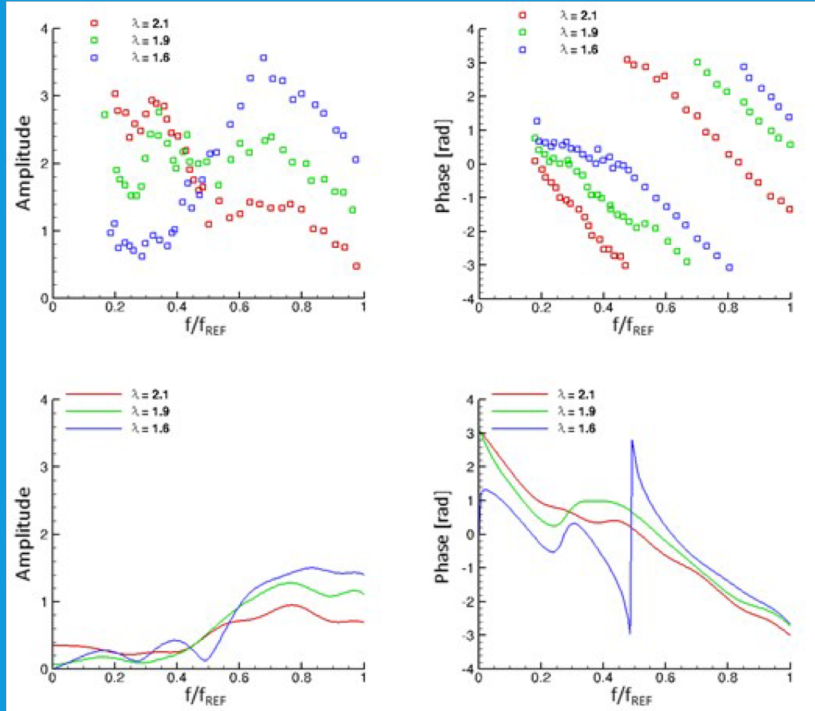 λ = 2.1
λ = 1.9
λ = 1.6
Amplitude
4
3
2
1
0
0 0.2 0.4 0.6 0.8 1
f/fREF
λ = 2.1
λ = 1.9
λ = 1.6
Phase [rad]
4
3
2
1
0
-1
-2
-3
-4
0 0.2 0.4 0.6 0.8 1
f/fREF
λ = 2.1
λ = 1.9
λ = 1.6
Amplitude
4
3
2
1
0
0 0.2 0.4 0.6 0.8 1
f/fREF
λ = 2.1
λ = 1.9
λ = 1.6
Phase [rad]
4
3
2
1
0
-1
-2
-3
-4
0 0.2 0.4 0.6 0.8 1
f/fREF